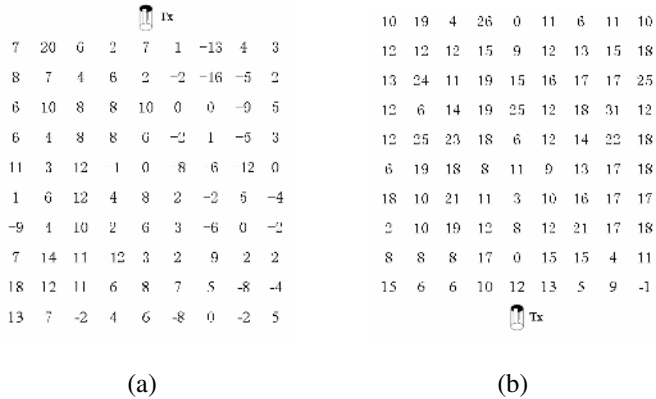 Tx
7 20 6 2 7 1 −13 4 3
8 7 4 6 2 −2 −16 −5 2
6 10 8 8 10 0 0 −9 5
6 4 8 8 6 −2 1 −5 3
11 3 12 −1 0 −8 −6 −12 0
1 6 12 4 8 2 −2 5 −4
−9 4 10 2 6 3 −6 0 −2
7 14 11 12 3 2 −9 2 2
18 12 11 6 8 7 5 -8 -4
13 7 -2 4 6 -8 0 -2 5
(a)
10 19 4 26 0 11 6 11 10
12 12 12 15 9 12 13 15 18
13 24 11 19 15 16 17 17 25
12 6 14 19 25 12 18 31 12
12 25 23 18 6 12 14 22 18
6 19 18 8 11 9 13 17 18
18 10 21 11 3 10 16 17 17
2 10 19 12 8 12 21 17 18
8 8 8 17 0 15 15 4 11
15 6 6 10 12 13 5 9 -1
Tx
(b)